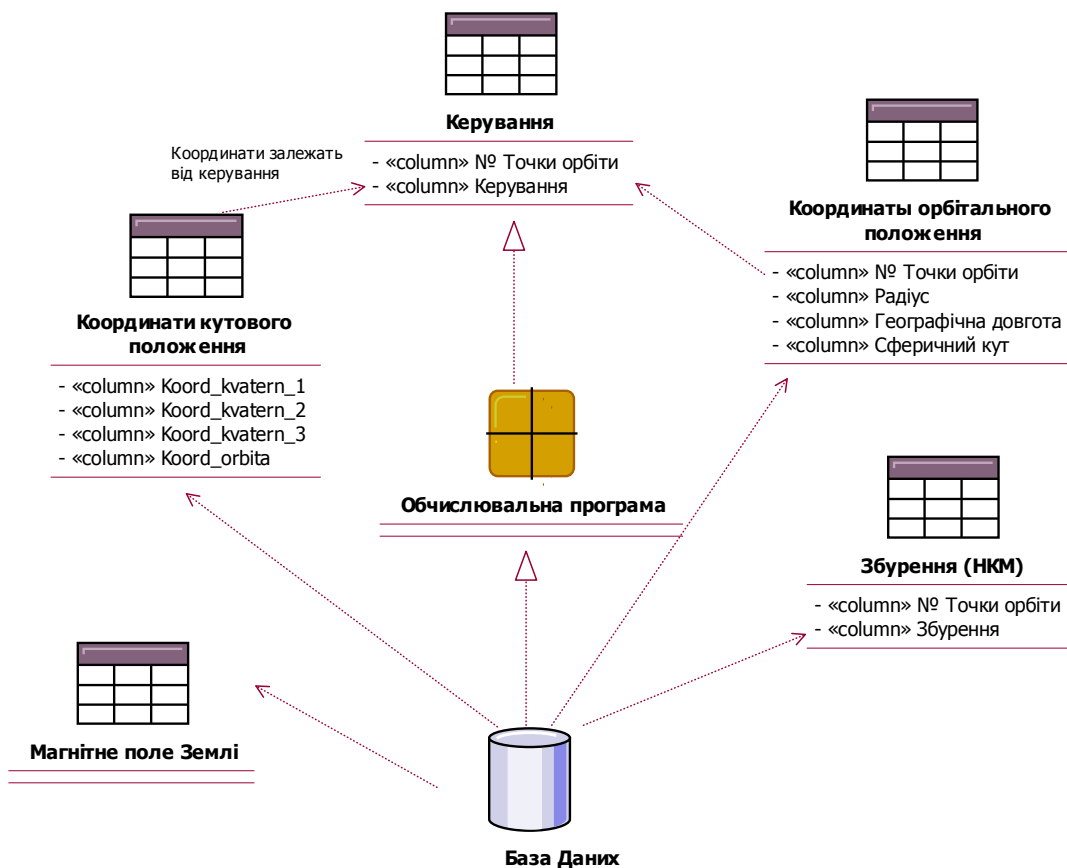 Керування
- «column» № Точки орбіти
- «column» Керування
Координати залежать
від керування
Координаты орбітального
положення
- «column» № Точки орбіти
- «column» Радіус
- «column» Географічна довгота
- «column» Сферичний кут
Координати кутового
положення
- «column» Koord_kvatern_1
- «column» Koord_kvatern_2
- «column» Koord_kvatern_3
- «column» Koord_orbita
Обчислювальна програма
Збурення (НКМ)
- «column» № Точки орбіти
- «column» Збурення
Магнітне поле Землі
База Даних